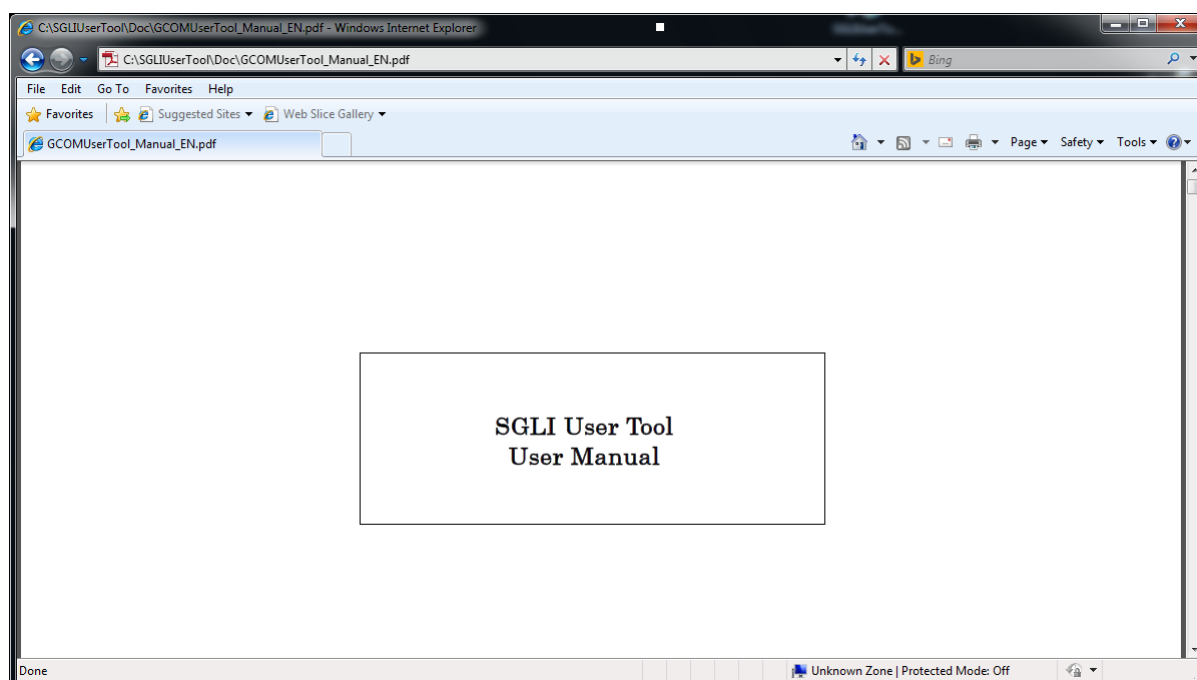 C:\SGLIUserTool\Doc\GCOMUserTool_Manual_EN.pdf - Windows Internet Explorer
C:\SGLIUserTool\Doc\GCOMUserTool_Manual_EN.pdf
Bing
File Edit Go To Favorites Help
Favorites Suggested Sites Web Slice Gallery
GCOMUserTool_Manual_EN.pdf
Page Safety Tools
SGLI User Tool
User Manual
Done
Unknown Zone | Protected Mode: Off